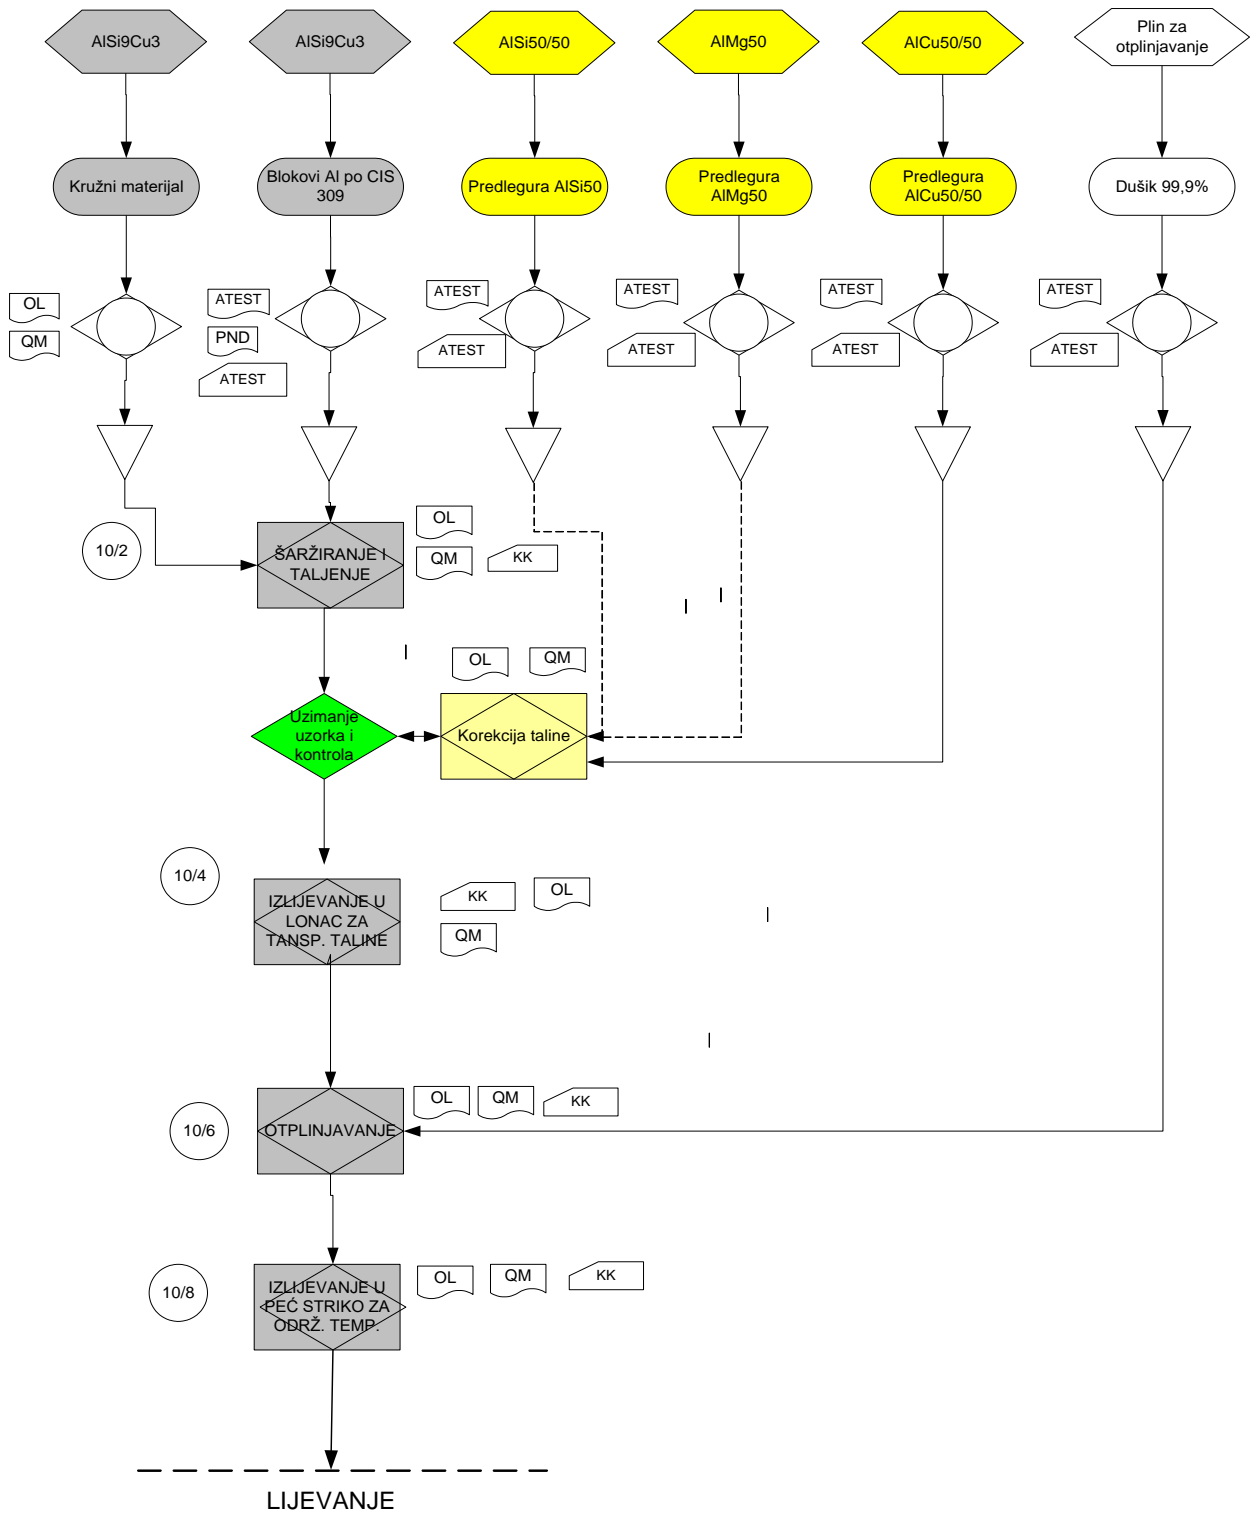 AlSi9Cu3
AlSi9Cu3
AlSi50/50
AlMg50
AlCu50/50
Plin za
otplinjavanje
Kružni materijal
Blokovi Al po CIS
309
Predlegura AlSi50
Predlegura
AlMg50
Predlegura
AlCu50/50
Dušik 99,9%
OL
QM
ATEST
PND
ATEST
ATEST
ATEST
ATEST
ATEST
ATEST
ATEST
ATEST
ATEST
10/2
ŠARŽIRANJE I
TALJENJE
OL
QM
KK
OL
QM
Uzimanje
uzorka i
kontrola
Korekcija taline
10/4
IZLIJEVANJE U
LONAC ZA
TANSP. TALINE
KK
OL
QM
10/6
OTPLINJAVANJE
OL
QM
KK
10/8
IZLIJEVANJE U
PEĆ STRIKO ZA
ODRŽ. TEMP.
OL
QM
KK
LIJEVANJE